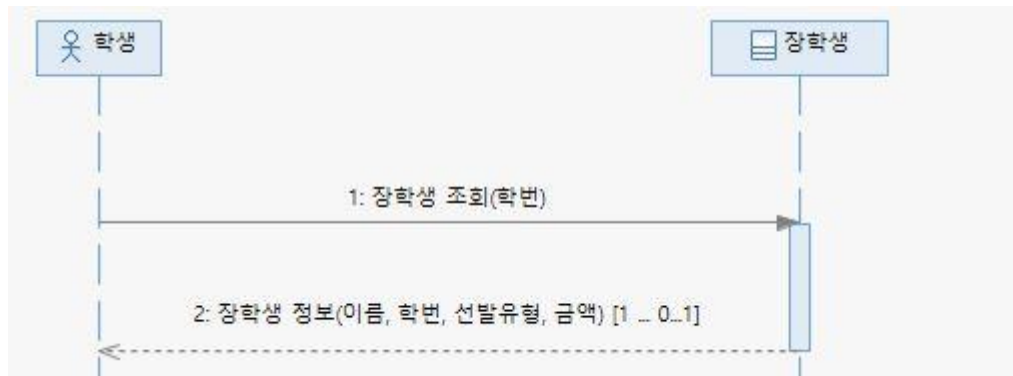 학생
장학생
1: 장학생 조회(학번)
2: 장학생 정보(이름, 학번, 선발유형, 금액) [1 ... 0...1]